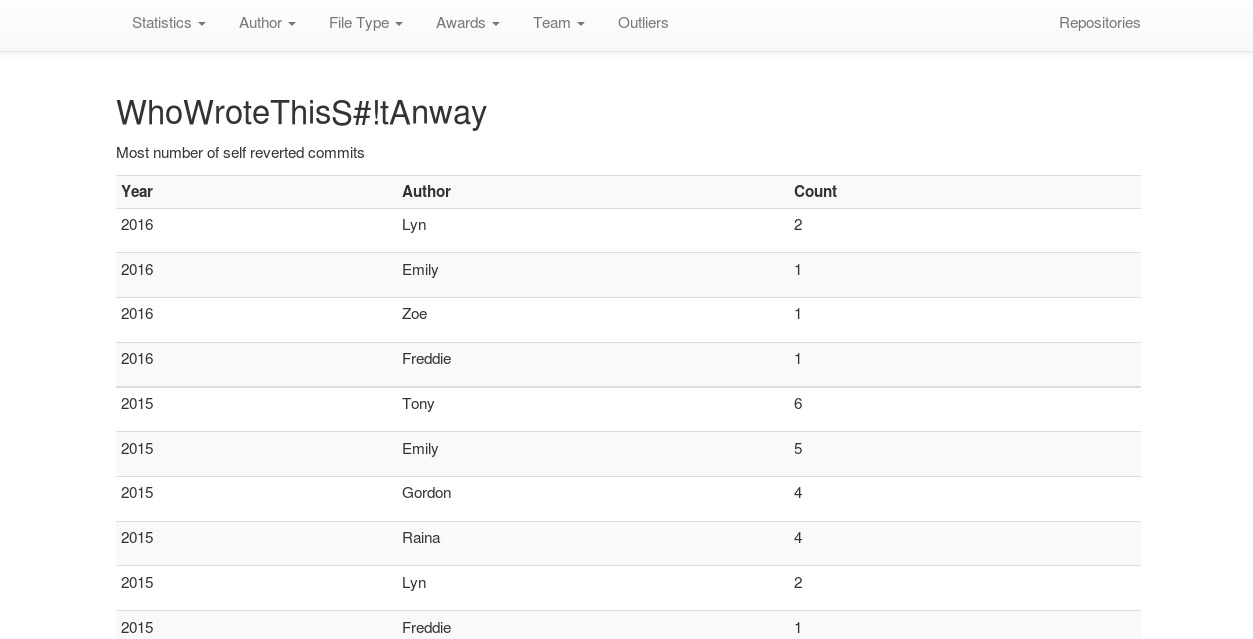 Statistics Author File Type Awards Team Outliers Repositories
WhoWroteThisS#!tAnway
Most number of self reverted commits
Year Author Count
2016 Lyn 2
2016 Emily 1
2016 Zoe 1
2016 Freddie 1
2015 Tony 6
2015 Emily 5
2015 Gordon 4
2015 Raina 4
2015 Lyn 2
2015 Freddie 1